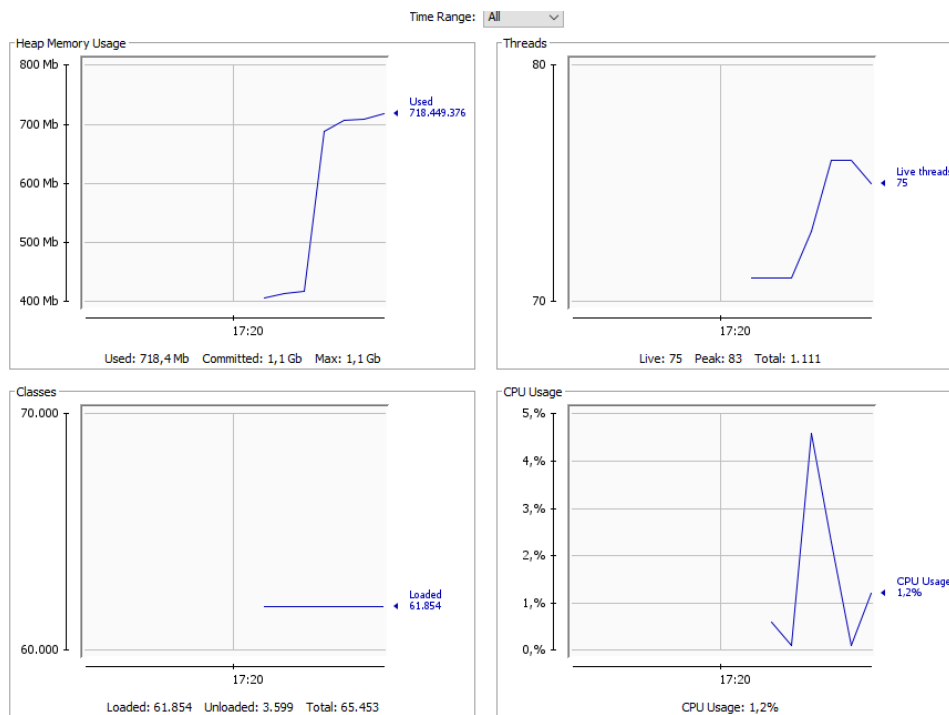 Time Range: All
Heap Memory Usage
800 Mb
700 Mb
600 Mb
500 Mb
400 Mb
Used
718.449.376
17:20
Used: 718,4 Mb Committed: 1,1 Gb Max: 1,1 Gb
Threads
80
70
Live threads
75
17:20
Live: 75 Peak: 83 Total: 1.111
Classes
70.000
60.000
Loaded
61.854
17:20
Loaded: 61.854 Unloaded: 3.599 Total: 65.453
CPU Usage
5,%
4,%
3,%
2,%
1,%
0,%
CPU Usage
1,2%
17:20
CPU Usage: 1,2%